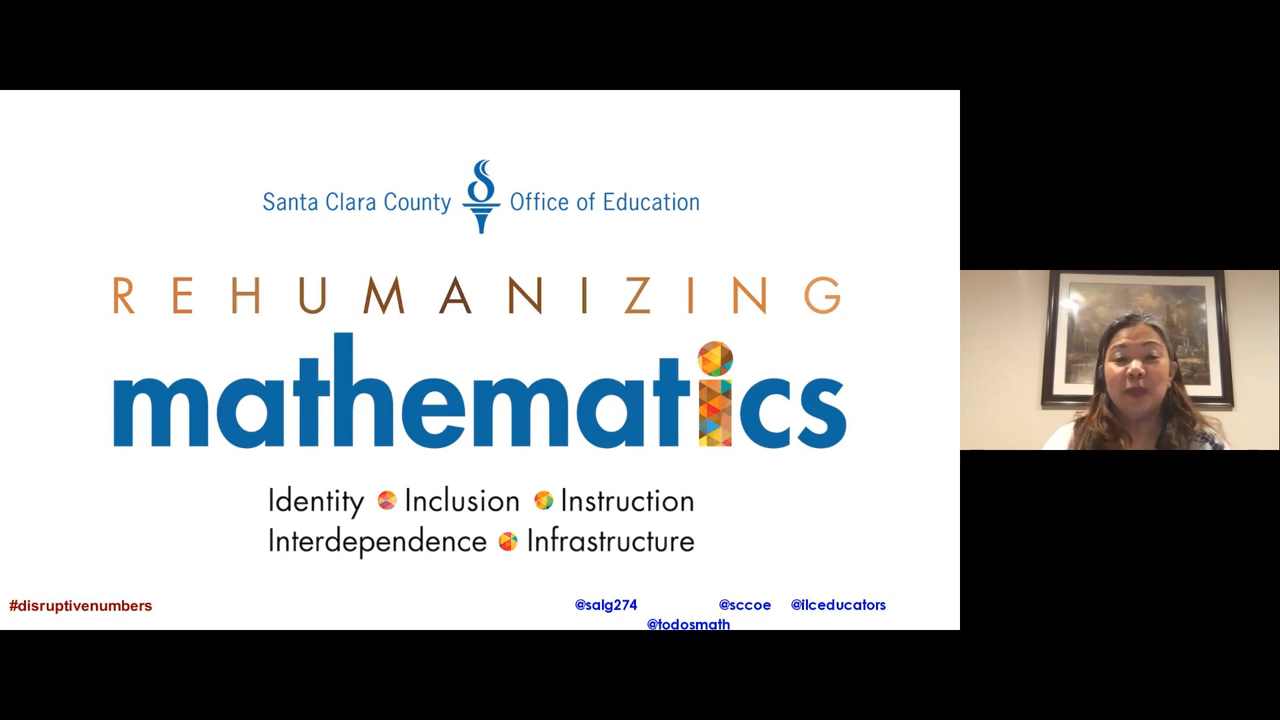 Santa Clara County Office of Education
REHUMANIZING
mathematics
Identity Inclusion Instruction
Interdependence Infrastructure
#disruptivenumbers @salg274 @sccoe @ilceducators
@todosmath